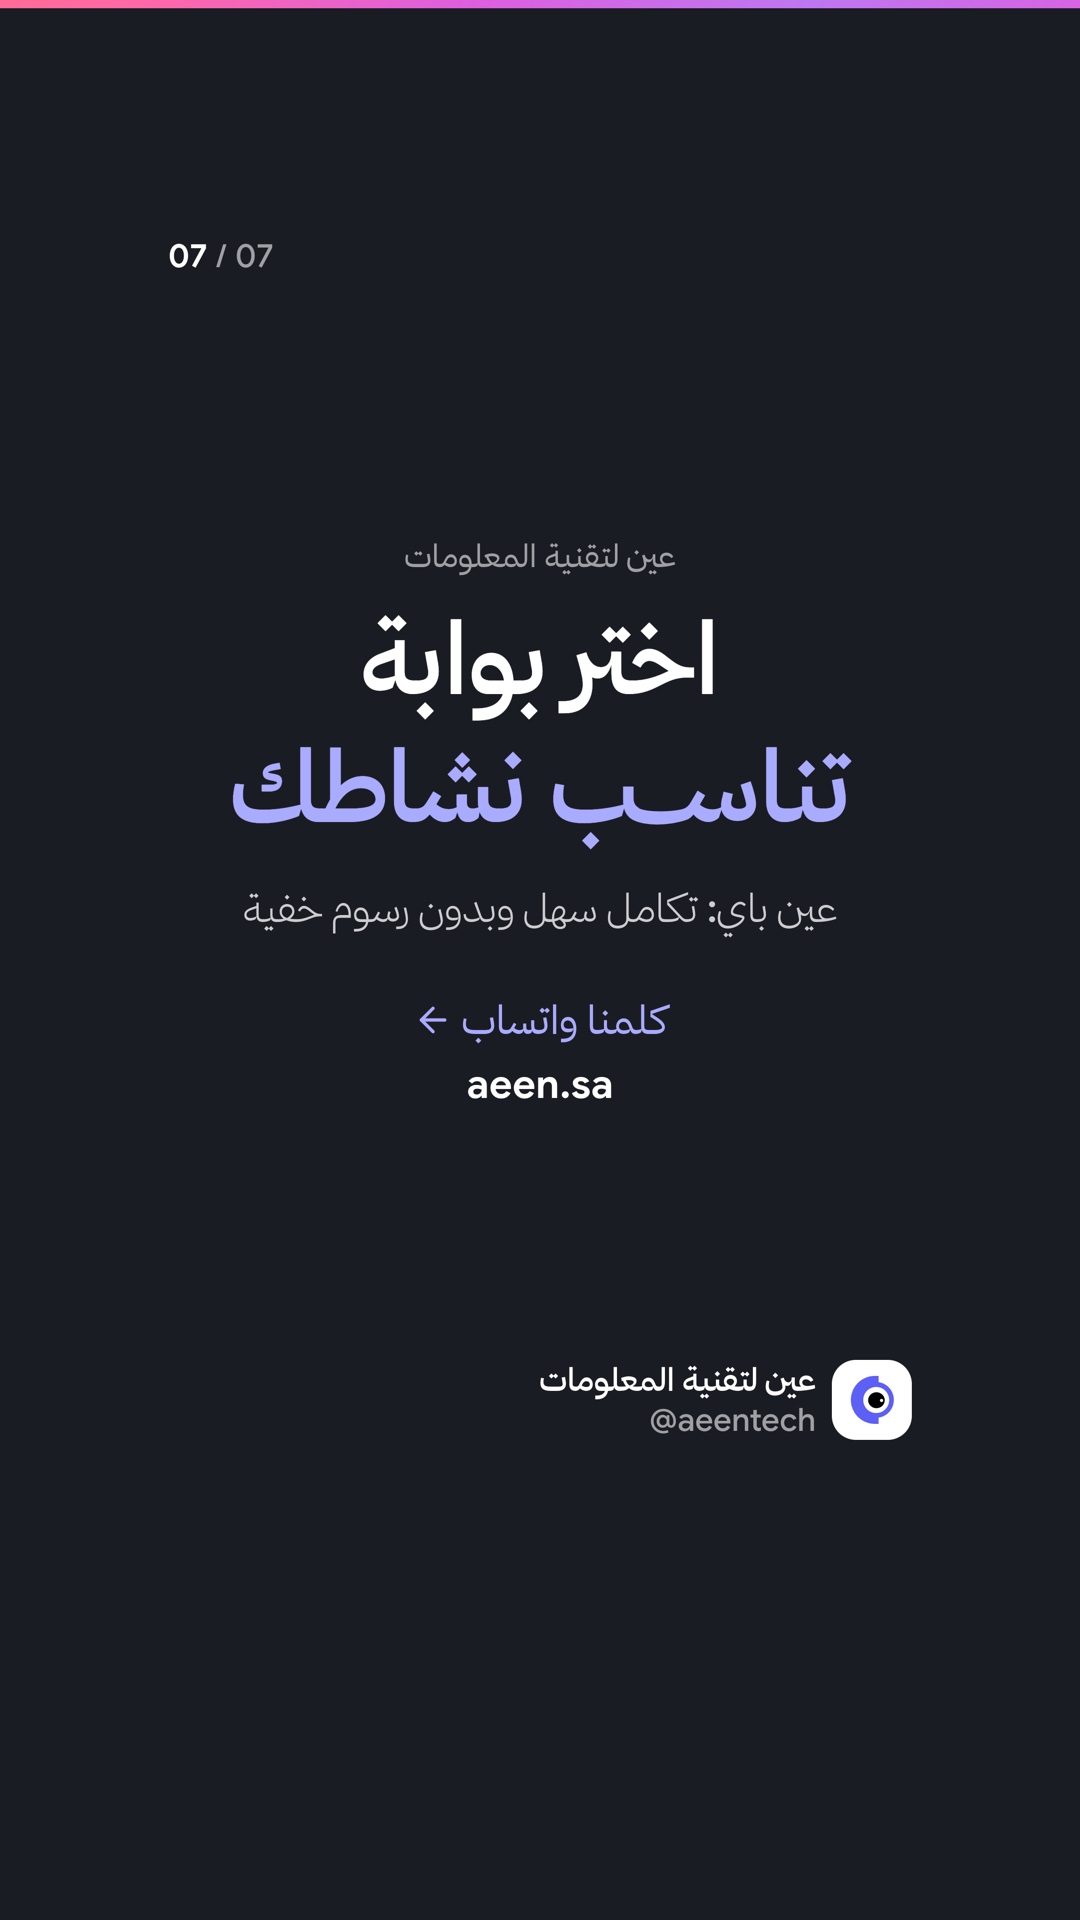 07 / 07
عين لتقنية المعلومات
اختر بوابة
تناسب نشاطك
عين باي: تكامل سهل وبدون رسوم خفية
كلمنا واتساب ←
aeen.sa
عين لتقنية المعلومات
@aeentech